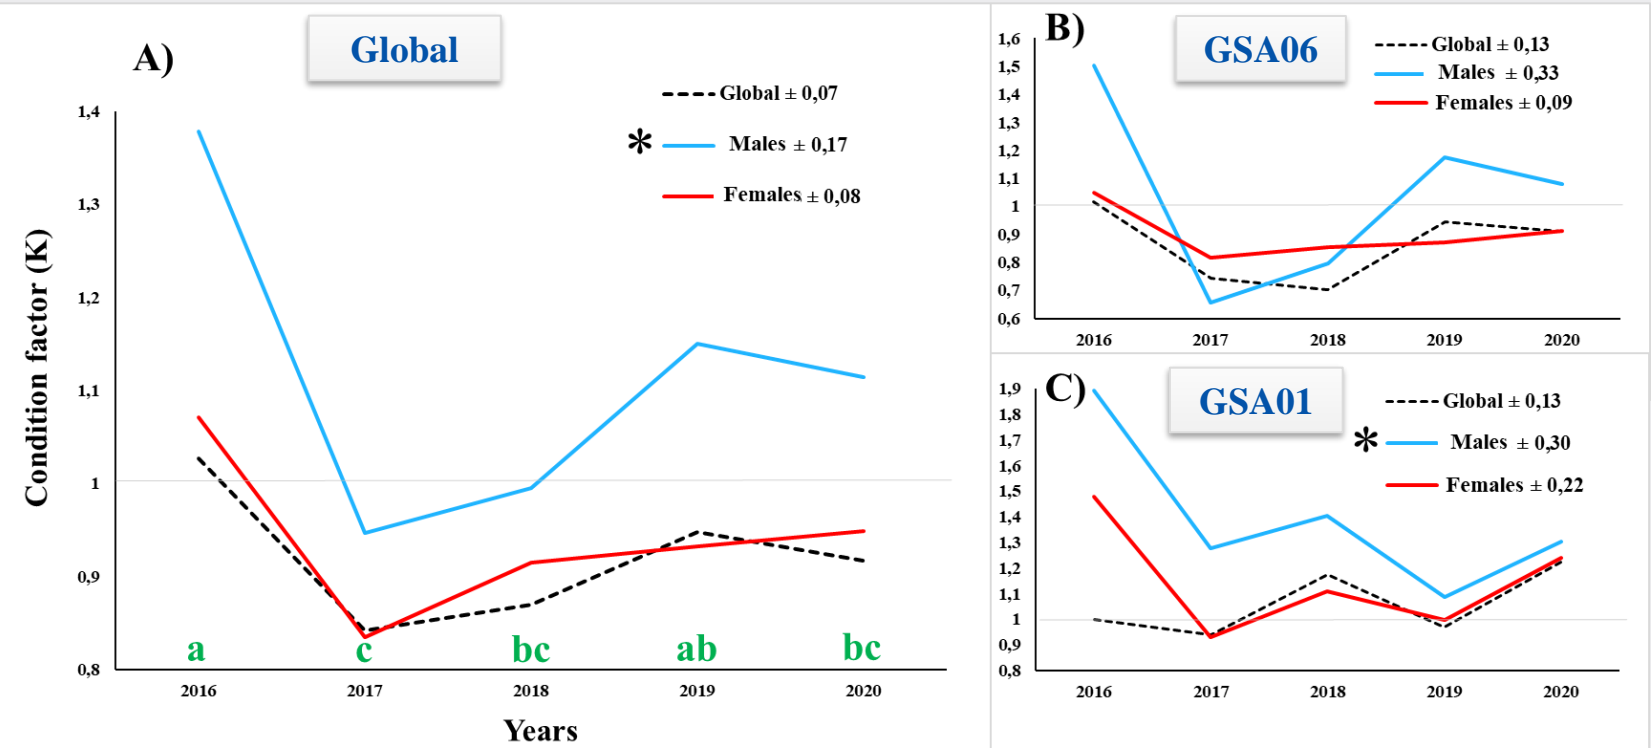 A)
Global
Global ± 0,07
* Males ± 0,17
Females ± 0,08
Condition factor (K)
1,4
1,3
1,2
1,1
1
0,9
0,8
a c bc ab bc
2016 2017 2018 2019 2020
Years
B)
GSA06
Global ± 0,13
Males ± 0,33
Females ± 0,09
1,6
1,5
1,4
1,3
1,2
1,1
1
0,9
0,8
0,7
0,6
2016 2017 2018 2019 2020
C)
GSA01
Global ± 0,13
* Males ± 0,30
Females ± 0,22
1,9
1,8
1,7
1,6
1,5
1,4
1,3
1,2
1,1
1
0,9
0,8
2016 2017 2018 2019 2020